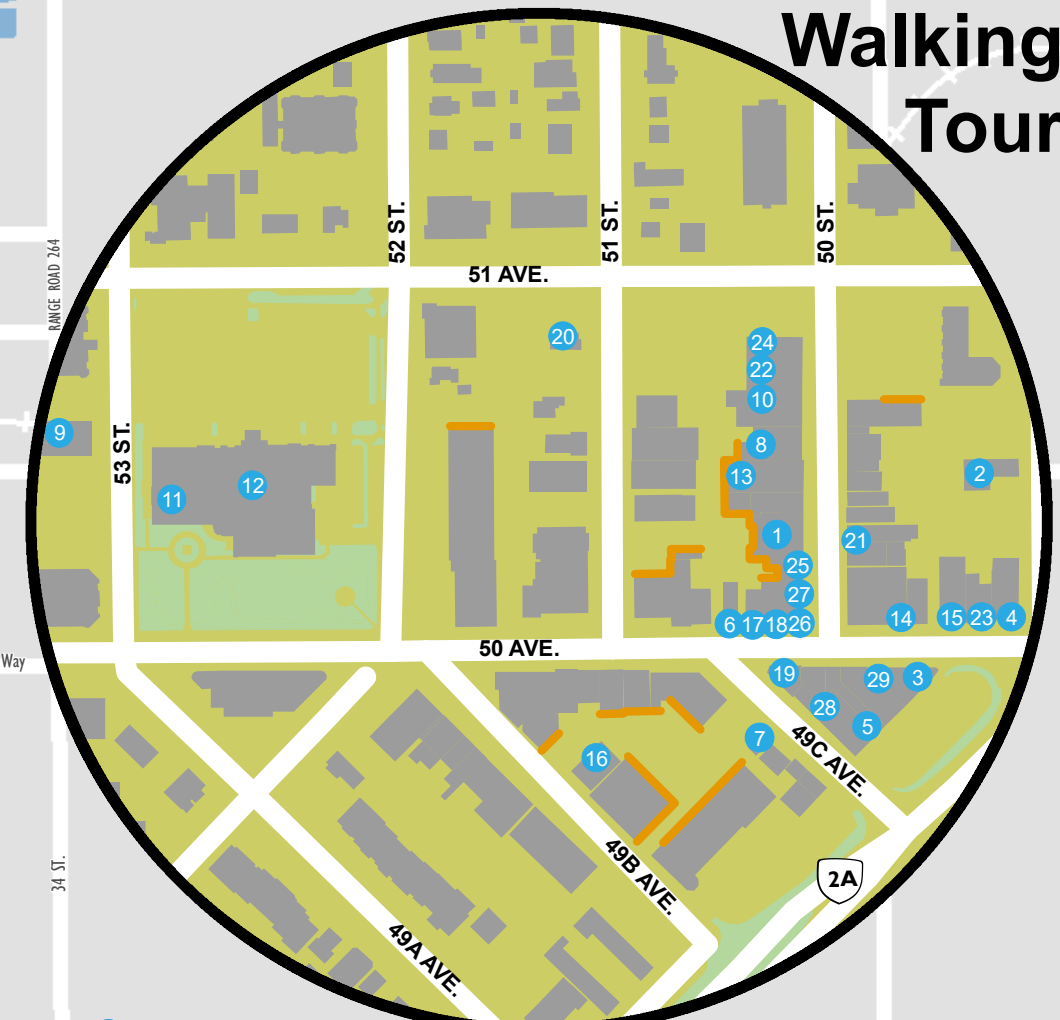 Walking
Tour
RANGE ROAD 264
52 ST.
51 ST.
50 ST.
51 AVE.
20
24
22
10
9
53 ST.
8
13
2
11
12
1
21
25
27
6
17
18
26
14
15
23
4
50 AVE.
Way
19
29
3
28
5
7
16
49C AVE.
49B AVE.
2A
34 ST.
49A AVE.